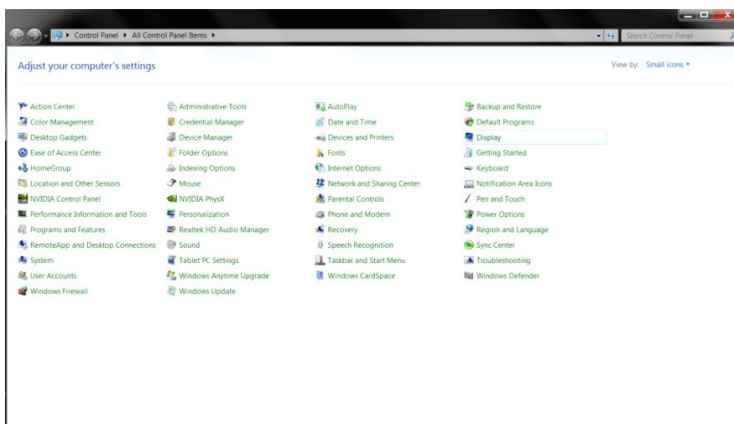 Control Panel ▸ All Control Panel Items ▸ Search Control Panel
Adjust your computer's settings View by: Small icons
Action Center Administrative Tools AutoPlay Backup and Restore
Color Management Credential Manager Date and Time Default Programs
Desktop Gadgets Device Manager Devices and Printers Display
Ease of Access Center Folder Options Fonts Getting Started
HomeGroup Indexing Options Internet Options Keyboard
Location and Other Sensors Mouse Network and Sharing Center Notification Area Icons
NVIDIA Control Panel NVIDIA PhysX Parental Controls Pen and Touch
Performance Information and Tools Personalization Phone and Modem Power Options
Programs and Features Realtek HD Audio Manager Recovery Region and Language
RemoteApp and Desktop Connections Sound Speech Recognition Sync Center
System Tablet PC Settings Taskbar and Start Menu Troubleshooting
User Accounts Windows Anytime Upgrade Windows CardSpace Windows Defender
Windows Firewall Windows Update